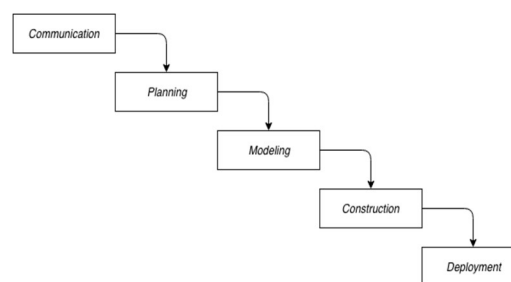 Communication
Planning
Modeling
Construction
Deployment